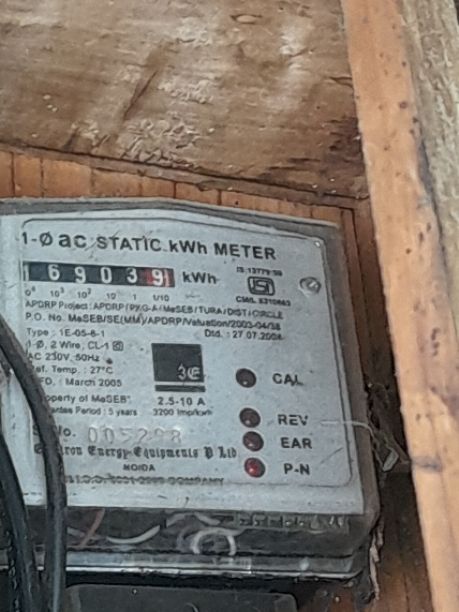 1-Ø ac STATIC kWh METER
IS 13779-99
1 6 9 0 3 9 kWh
10³ 10² 10 1 1/10
CM/L
APDRP Project : APDRP/PKG-A/MeSEB/TURA/DIST/CIRCLE
P.O. No. MeSEB/SE(MM)/APDRP/Valuation/2003-04/38
Dtd. : 27.07.2004
Type : 1E-05-6-1
1-Ø, 2 Wire, CL-1
AC 230V, 50Hz
Ref. Temp. : 27°C
March 2005
CAL
Property of MeSEB
2.5-10 A
Period : 5 years
3200 Imp/kwh
REV
No. 005298
EAR
Energy Equipments P Ltd
P-N
NOIDA
COMPANY